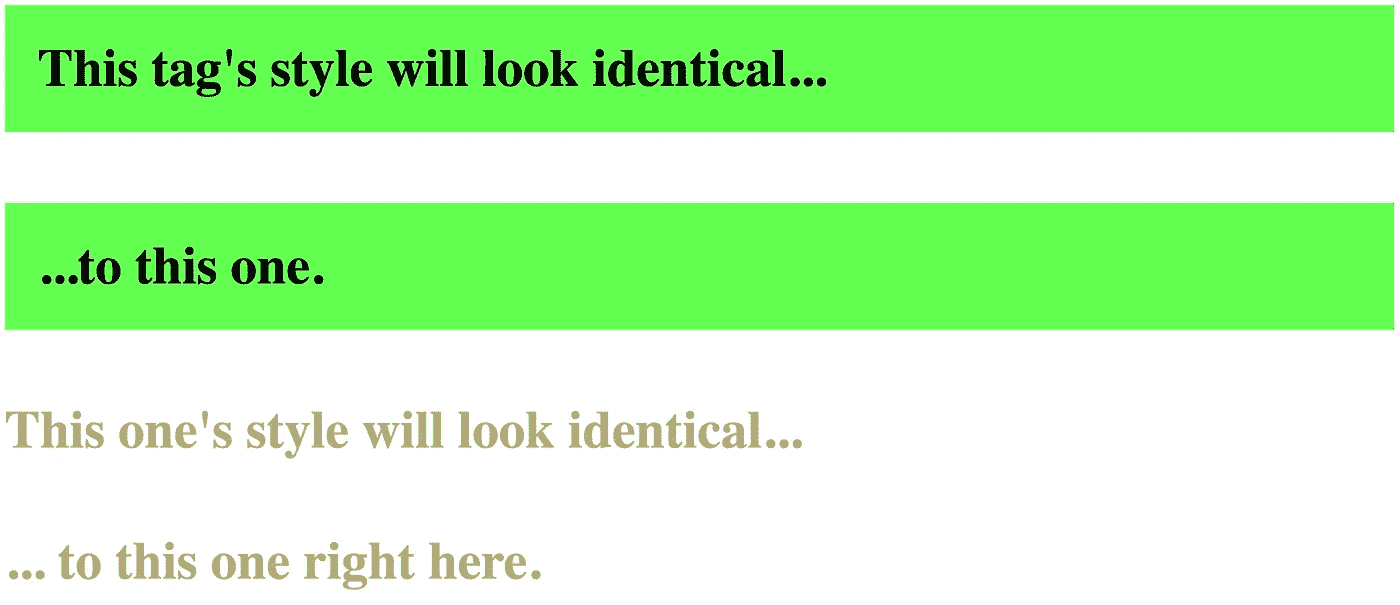 This tag's style will look identical...
...to this one.
This one's style will look identical...
... to this one right here.